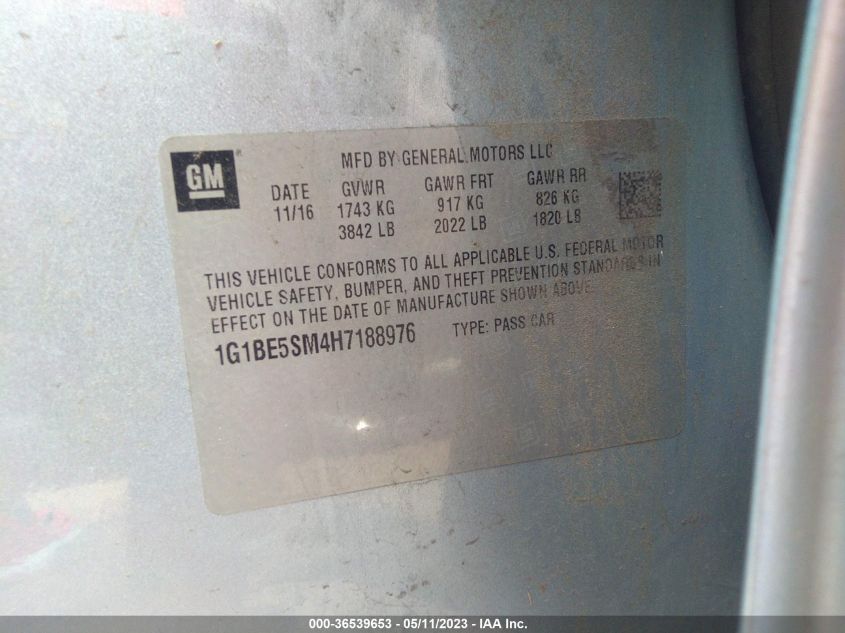 GM
®
MFD BY GENERAL MOTORS LLC
DATE GVWR GAWR FRT GAWR RR
11/16 1743 KG 917 KG 826 KG
3842 LB 2022 LB 1820 LB
THIS VEHICLE CONFORMS TO ALL APPLICABLE U.S. FEDERAL MOTOR
VEHICLE SAFETY, BUMPER, AND THEFT PREVENTION STANDARDS IN
EFFECT ON THE DATE OF MANUFACTURE SHOWN ABOVE.
1G1BE5SM4H7188976 TYPE: PASS CAR
000-36539653 - 05/11/2023 - IAA Inc.